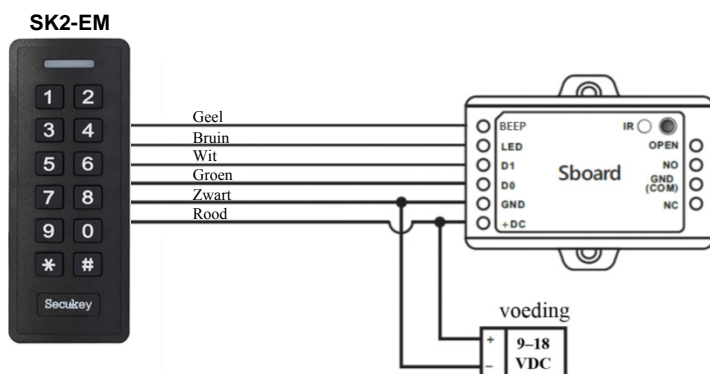 SK2-EM
1 2
3 4
5 6
7 8
9 0
* #
Secukey
Geel
Bruin
Wit
Groen
Zwart
Rood
BEEP
LED
D1
D0
GND
+DC
Sboard
IR
OPEN
NO
GND
(COM)
NC
voeding
+ 9–18
– VDC